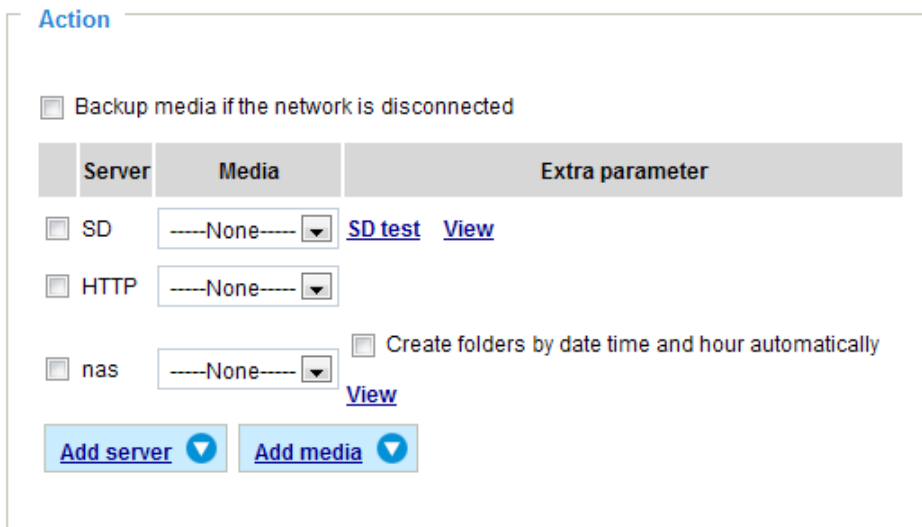 Action
Backup media if the network is disconnected
Server Media Extra parameter
SD -----None----- SD test View
HTTP -----None-----
nas -----None----- Create folders by date time and hour automatically
View
Add server Add media